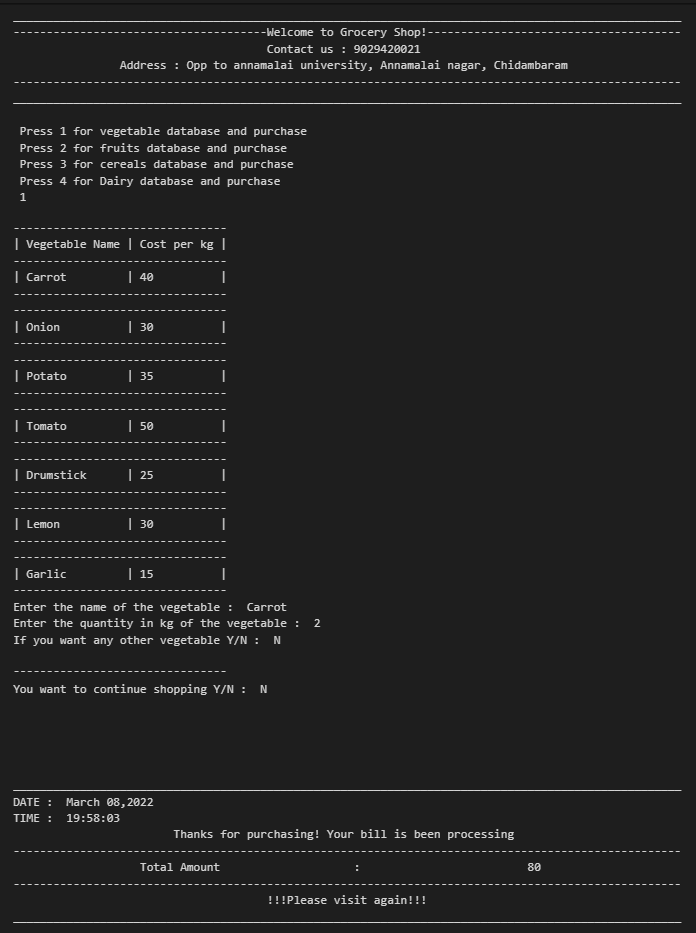 ____________________________________________________________________________________________________
--------------------------------------Welcome to Grocery Shop!--------------------------------------
Contact us : 9029420021
Address : Opp to annamalai university, Annamalai nagar, Chidambaram
----------------------------------------------------------------------------------------------------
____________________________________________________________________________________________________
Press 1 for vegetable database and purchase
Press 2 for fruits database and purchase
Press 3 for cereals database and purchase
Press 4 for Dairy database and purchase
1
--------------------------------
| Vegetable Name | Cost per kg |
--------------------------------
| Carrot         | 40          |
--------------------------------
--------------------------------
| Onion          | 30          |
--------------------------------
--------------------------------
| Potato         | 35          |
--------------------------------
--------------------------------
| Tomato         | 50          |
--------------------------------
--------------------------------
| Drumstick      | 25          |
--------------------------------
--------------------------------
| Lemon          | 30          |
--------------------------------
--------------------------------
| Garlic         | 15          |
--------------------------------
Enter the name of the vegetable :  Carrot
Enter the quantity in kg of the vegetable :  2
If you want any other vegetable Y/N :  N
--------------------------------
You want to continue shopping Y/N :  N
____________________________________________________________________________________________________
DATE :  March 08,2022
TIME :  19:58:03
Thanks for purchasing! Your bill is been processing
----------------------------------------------------------------------------------------------------
Total Amount                    :                         80
----------------------------------------------------------------------------------------------------
!!!Please visit again!!!
____________________________________________________________________________________________________